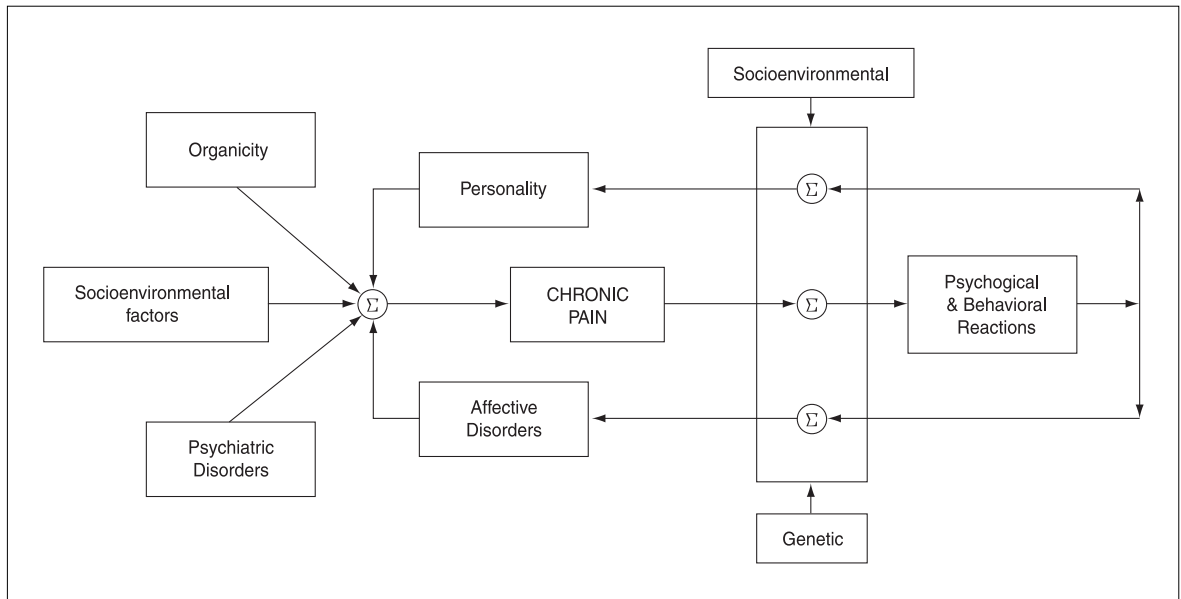 Socioenvironmental
Organicity
Personality
Σ
Socioenvironmental
factors
Σ
CHRONIC
PAIN
Σ
Psychogical
& Behavioral
Reactions
Affective
Disorders
Σ
Psychiatric
Disorders
Genetic